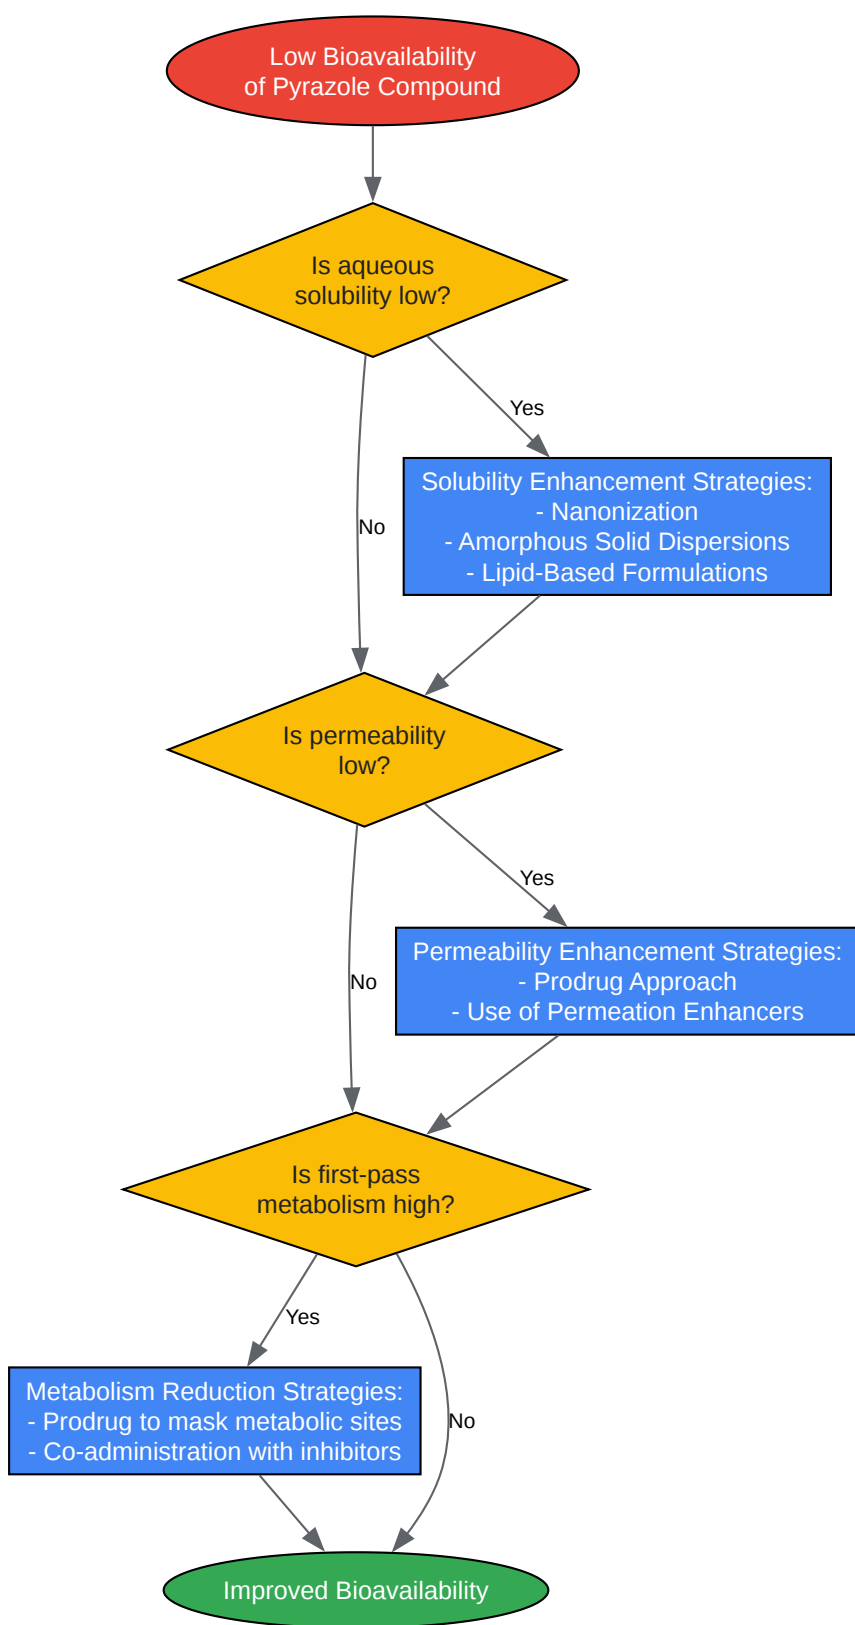 Low Bioavailability
of Pyrazole Compound
Is aqueous
solubility low?
Yes
Solubility Enhancement Strategies:
- Nanonization
- Amorphous Solid Dispersions
- Lipid-Based Formulations
No
Is permeability
low?
Yes
Permeability Enhancement Strategies:
- Prodrug Approach
- Use of Permeation Enhancers
No
Is first-pass
metabolism high?
Yes
Metabolism Reduction Strategies:
- Prodrug to mask metabolic sites
- Co-administration with inhibitors
No
Improved Bioavailability